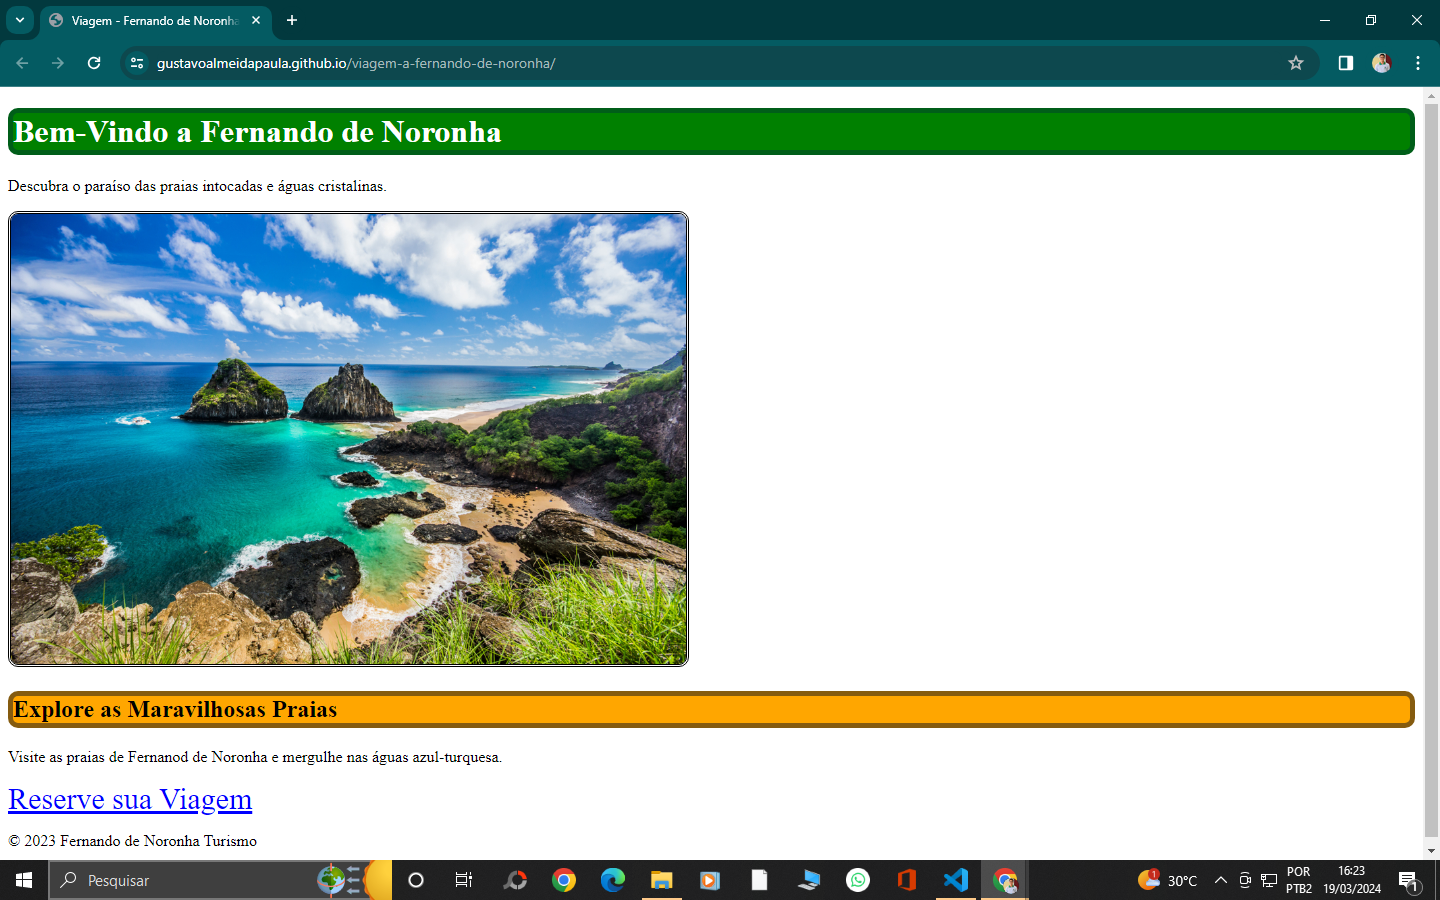 Viagem - Fernando de Noronha
gustavoalmeidapaula.github.io/viagem-a-fernando-de-noronha/
Bem-Vindo a Fernando de Noronha
Descubra o paraíso das praias intocadas e águas cristalinas.
Explore as Maravilhosas Praias
Visite as praias de Fernanod de Noronha e mergulhe nas águas azul-turquesa.
Reserve sua Viagem
© 2023 Fernando de Noronha Turismo
Pesquisar
1
30°C
POR
PTB2
16:23
19/03/2024
1